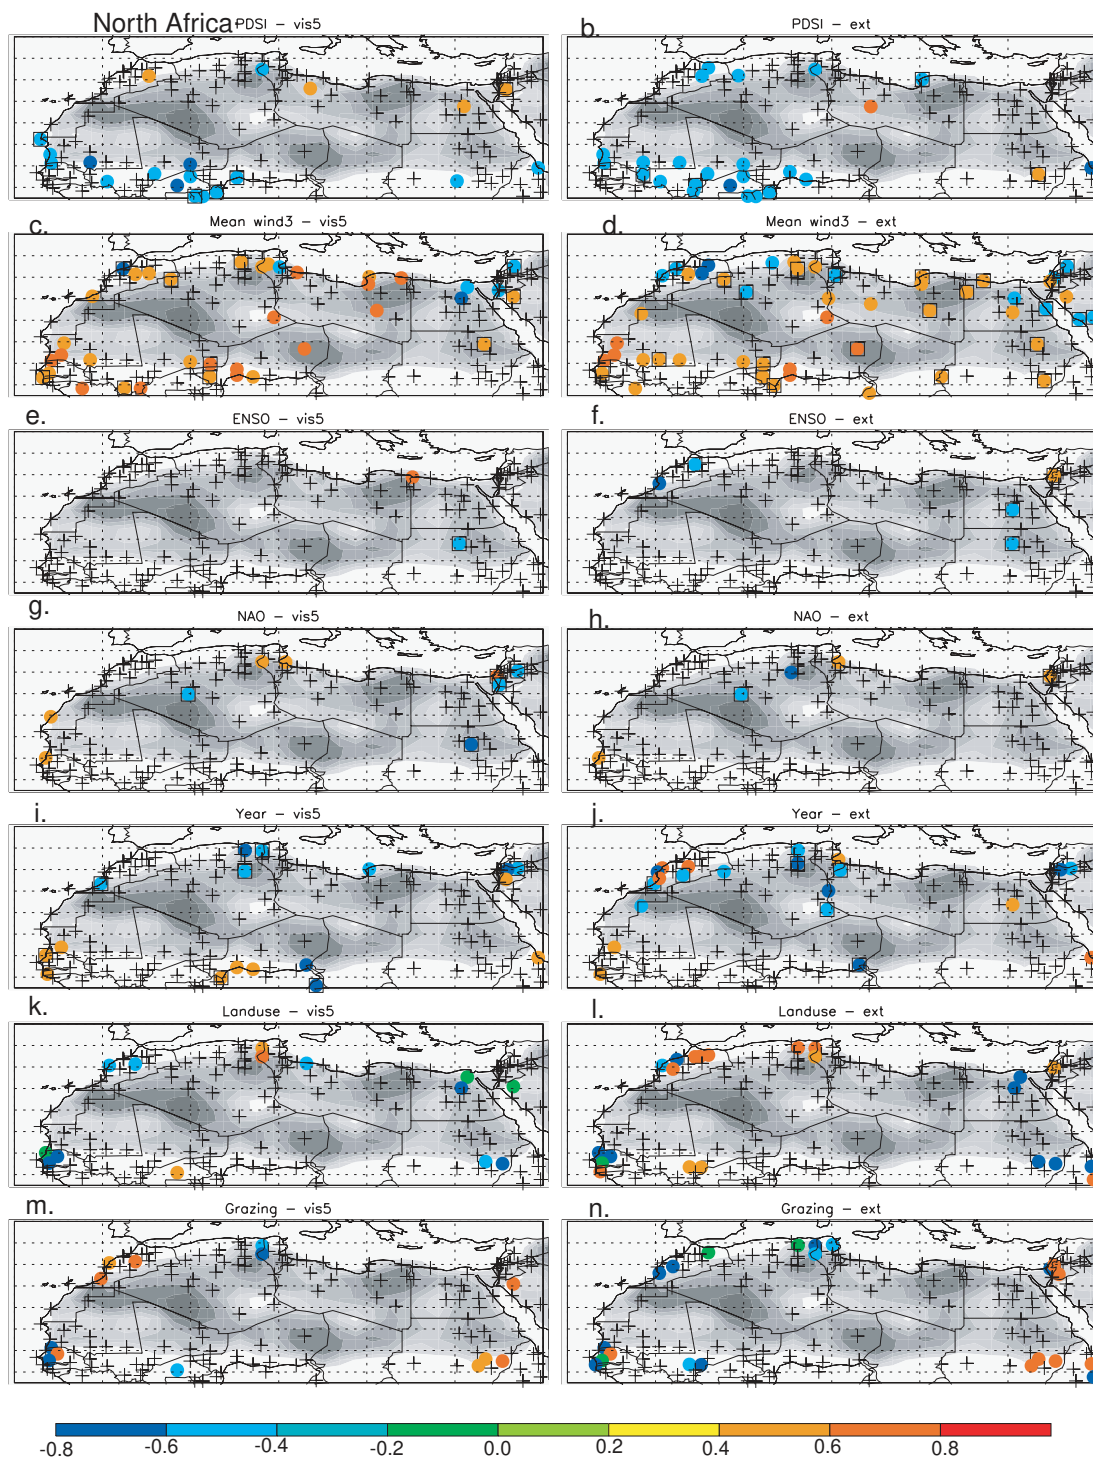 North Africa
PDSI – vis5
b.
PDSI – ext
c.
Mean wind3 – vis5
d.
Mean wind3 – ext
e.
ENSO – vis5
f.
ENSO – ext
g.
NAO – vis5
h.
NAO – ext
i.
Year – vis5
j.
Year – ext
k.
Landuse – vis5
l.
Landuse – ext
m.
Grazing – vis5
n.
Grazing – ext
-0.8 -0.6 -0.4 -0.2 0.0 0.2 0.4 0.6 0.8